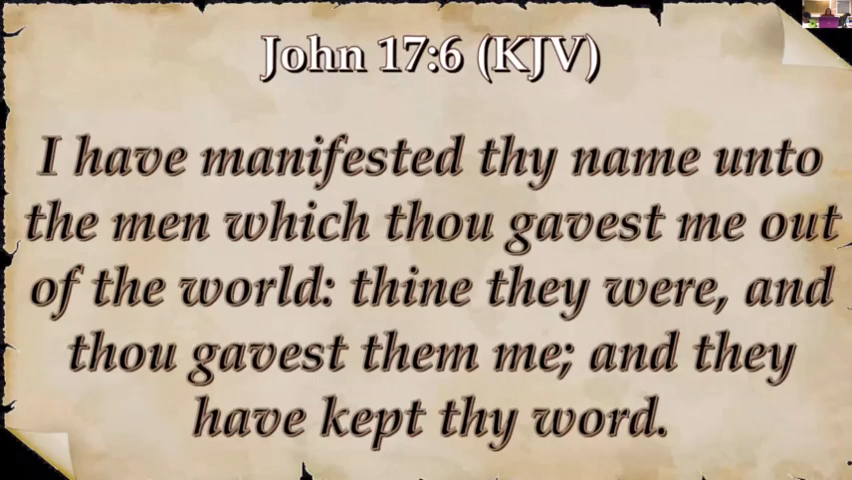 John 17:6 (KJV)
I have manifested thy name unto
the men which thou gavest me out
of the world: thine they were, and
thou gavest them me; and they
have kept thy word.